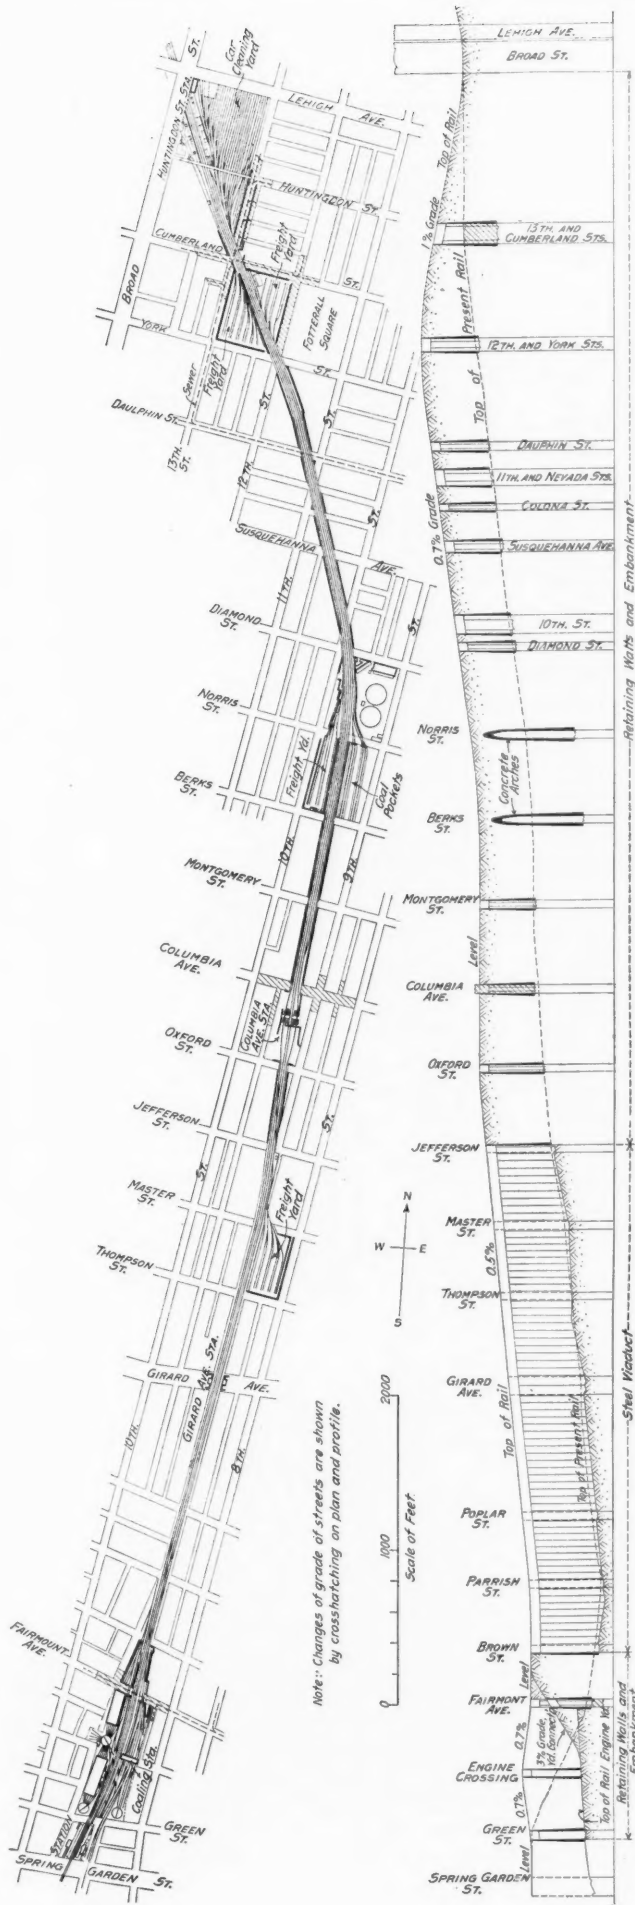 HUNTINGDON ST. STA.
ST.
Car
Cleaning
Yard
LEHIGH
AVE.
HUNTINGDON
ST.
CUMBERLAND
ST.
Freight
Yard
BROAD
YORK
ST.
FOTTERALL
SQUARE
Sewer
Freight
Yard
DAULPHIN ST.
13TH.
ST.
12TH.
ST.
ST.
SUSQUEHANNA
AVE.
11TH.
ST.
DIAMOND
ST.
ST.
NORRIS
ST.
Freight Yd.
BERKS
ST.
Coal
Pockets
10TH.
9TH.
MONTGOMERY
ST.
COLUMBIA
AVE.
COLUMBIA
AVE. STA.
OXFORD
ST.
JEFFERSON
ST.
ST.
ST.
MASTER
ST.
Freight
Yard
THOMPSON
ST.
GIRARD
AVE.
GIRARD AVE. STA.
10TH.
8TH.
FAIRMOUNT
AVE.
Coaling Sta.
STATION
GREEN
ST.
SPRING
GARDEN
ST.
N
W
E
S
2000
1000
0
Scale of Feet.
Note:- Changes of grade of streets are shown
by crosshatching on plan and profile.
LEHIGH AVE.
BROAD ST.
Top of Rail
1% Grade
13TH. AND
CUMBERLAND STS.
Top of Present Rail
12TH. AND YORK STS.
DAUPHIN ST.
11TH. AND NEVADA STS.
COLONA ST.
0.7% Grade
SUSQUEHANNA AVE.
10TH. ST.
DIAMOND ST.
NORRIS
ST.
Concrete
Arches
BERKS
ST.
MONTGOMERY
ST.
Level
COLUMBIA
AVE.
OXFORD
ST.
JEFFERSON
ST.
MASTER
ST.
0.5%
THOMPSON
ST.
GIRARD
AVE.
Top of Rail
Top of Present Rail
POPLAR
ST.
PARRISH
ST.
BROWN
ST.
Level
FAIRMONT
AVE.
0.7%
3% Grade,
Yd. Connect'n
ENGINE
CROSSING
0.7%
Top of Rail Engine Yd.
GREEN
ST.
Level
SPRING GARDEN
ST.
Retaining Walls and Embankment
Steel Viaduct
Retaining Walls and
Embankment